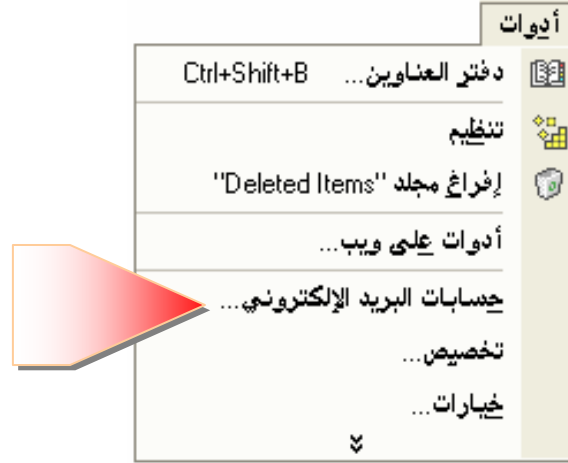 أدوات
دفتر العناوين... Ctrl+Shift+B
تنظيم
إفراغ مجلد "Deleted Items"
أدوات على ويب...
حسابات البريد الإلكتروني...
تخصيص...
خيارات...